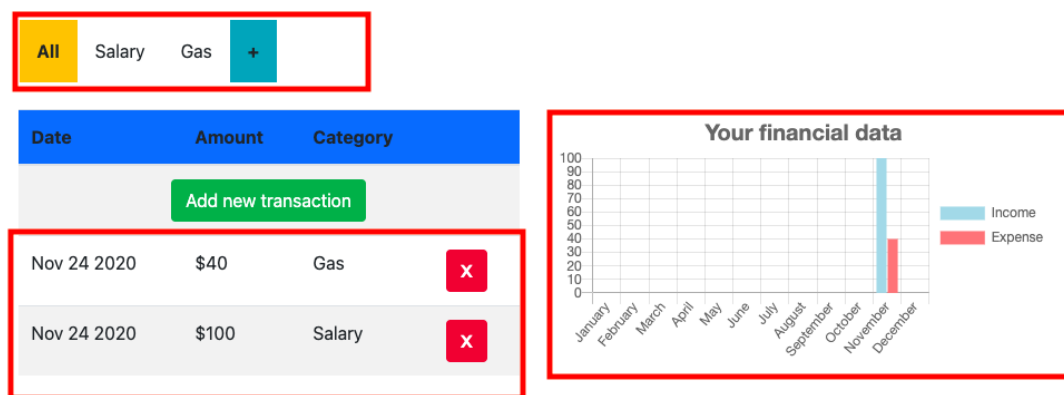 All Salary Gas +
Date Amount Category
Add new transaction
Nov 24 2020 $40 Gas X
Nov 24 2020 $100 Salary X
Your financial data
100
90
80
70
60
50
40
30
20
10
0
January February March April May June July August September October November December
Income
Expense